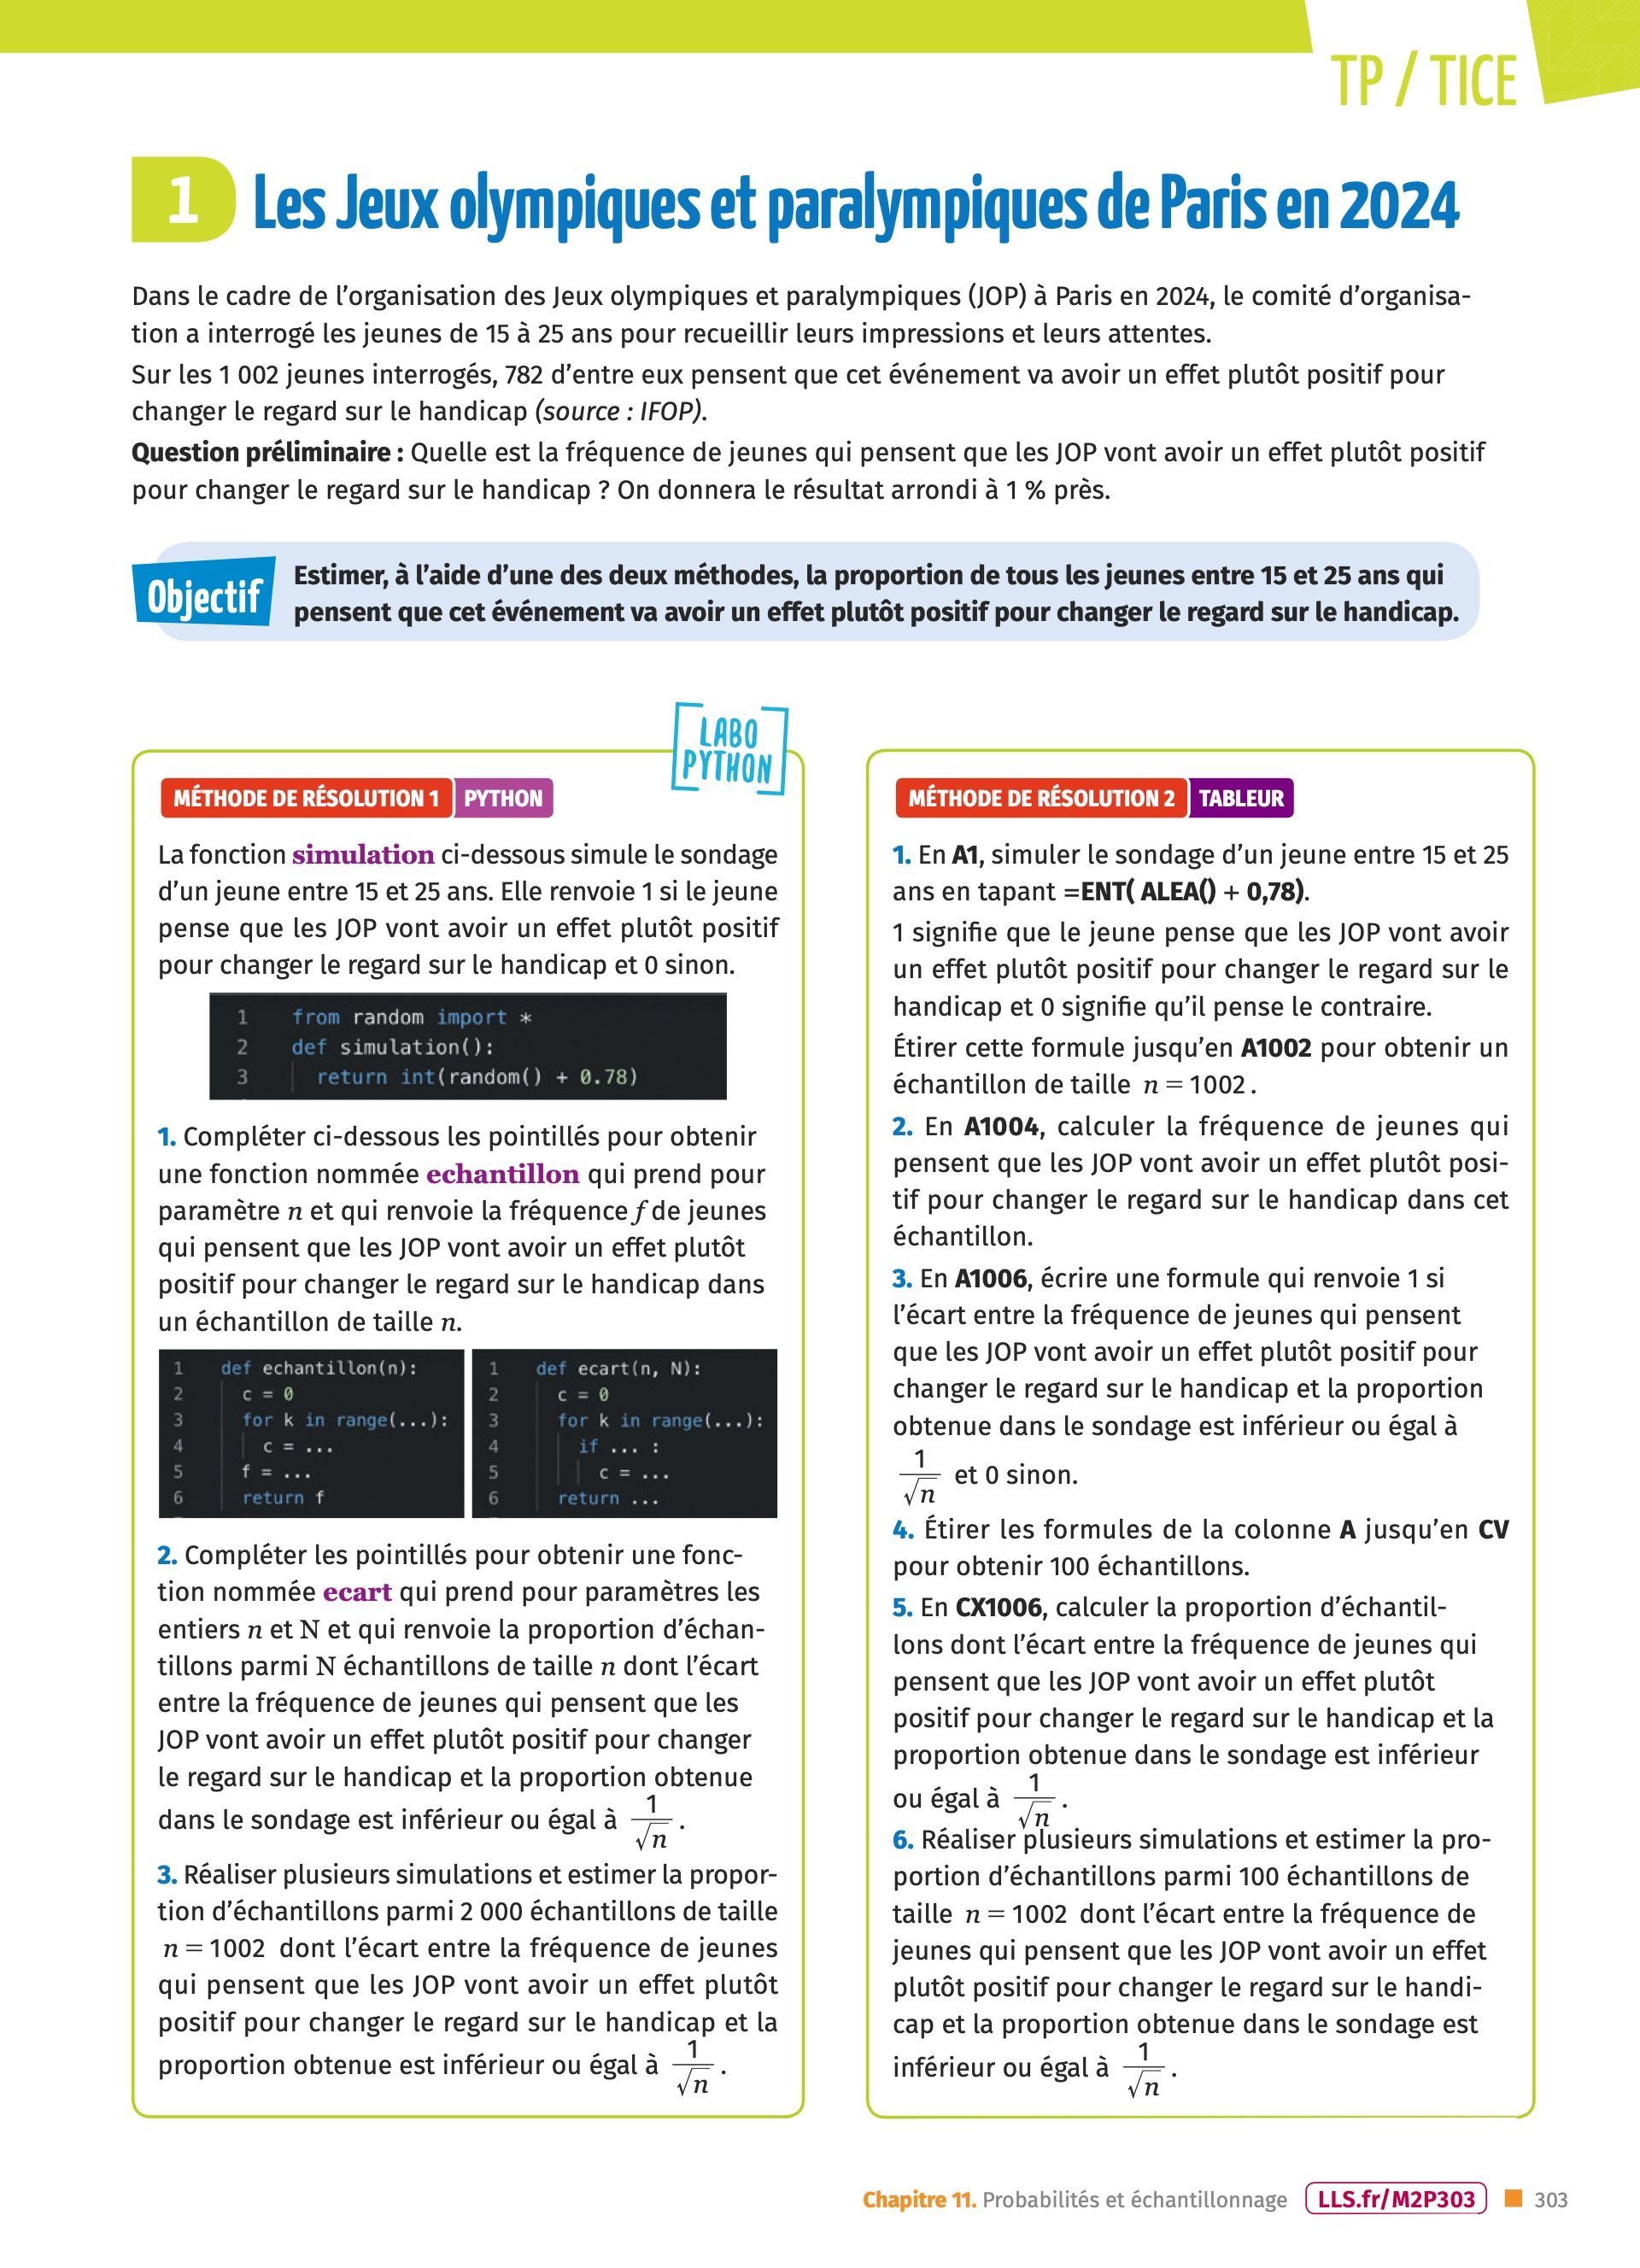 TP / TICE
1 Les Jeux olympiques et paralympiques de Paris en 2024
Dans le cadre de l’organisation des Jeux olympiques et paralympiques (JOP) à Paris en 2024, le comité d’organisa-
tion a interrogé les jeunes de 15 à 25 ans pour recueillir leurs impressions et leurs attentes.
Sur les 1 002 jeunes interrogés, 782 d’entre eux pensent que cet événement va avoir un effet plutôt positif pour
changer le regard sur le handicap (source : IFOP).
Question préliminaire : Quelle est la fréquence de jeunes qui pensent que les JOP vont avoir un effet plutôt positif
pour changer le regard sur le handicap ? On donnera le résultat arrondi à 1 % près.
Objectif
Estimer, à l’aide d’une des deux méthodes, la proportion de tous les jeunes entre 15 et 25 ans qui
pensent que cet événement va avoir un effet plutôt positif pour changer le regard sur le handicap.
LABO
PYTHON
MÉTHODE DE RÉSOLUTION 1 PYTHON
La fonction simulation ci-dessous simule le sondage
d’un jeune entre 15 et 25 ans. Elle renvoie 1 si le jeune
pense que les JOP vont avoir un effet plutôt positif
pour changer le regard sur le handicap et 0 sinon.
1 from random import *
2 def simulation():
3 return int(random() + 0.78)
1. Compléter ci-dessous les pointillés pour obtenir
une fonction nommée echantillon qui prend pour
paramètre n et qui renvoie la fréquence f de jeunes
qui pensent que les JOP vont avoir un effet plutôt
positif pour changer le regard sur le handicap dans
un échantillon de taille n.
1 def echantillon(n):
2 c = 0
3 for k in range(...):
4 c = ...
5 f = ...
6 return f
1 def ecart(n, N):
2 c = 0
3 for k in range(...):
4 if ... :
5 c = ...
6 return ...
2. Compléter les pointillés pour obtenir une fonc-
tion nommée ecart qui prend pour paramètres les
entiers n et N et qui renvoie la proportion d’échan-
tillons parmi N échantillons de taille n dont l’écart
entre la fréquence de jeunes qui pensent que les
JOP vont avoir un effet plutôt positif pour changer
le regard sur le handicap et la proportion obtenue
dans le sondage est inférieur ou égal à 1/√n .
3. Réaliser plusieurs simulations et estimer la propor-
tion d’échantillons parmi 2 000 échantillons de taille
n = 1002 dont l’écart entre la fréquence de jeunes
qui pensent que les JOP vont avoir un effet plutôt
positif pour changer le regard sur le handicap et la
proportion obtenue est inférieur ou égal à 1/√n .
MÉTHODE DE RÉSOLUTION 2 TABLEUR
1. En A1, simuler le sondage d’un jeune entre 15 et 25
ans en tapant =ENT( ALEA() + 0,78).
1 signifie que le jeune pense que les JOP vont avoir
un effet plutôt positif pour changer le regard sur le
handicap et 0 signifie qu’il pense le contraire.
Étirer cette formule jusqu’en A1002 pour obtenir un
échantillon de taille n = 1002 .
2. En A1004, calculer la fréquence de jeunes qui
pensent que les JOP vont avoir un effet plutôt posi-
tif pour changer le regard sur le handicap dans cet
échantillon.
3. En A1006, écrire une formule qui renvoie 1 si
l’écart entre la fréquence de jeunes qui pensent
que les JOP vont avoir un effet plutôt positif pour
changer le regard sur le handicap et la proportion
obtenue dans le sondage est inférieur ou égal à
1/√n et 0 sinon.
4. Étirer les formules de la colonne A jusqu’en CV
pour obtenir 100 échantillons.
5. En CX1006, calculer la proportion d’échantil-
lons dont l’écart entre la fréquence de jeunes qui
pensent que les JOP vont avoir un effet plutôt
positif pour changer le regard sur le handicap et la
proportion obtenue dans le sondage est inférieur
ou égal à 1/√n .
6. Réaliser plusieurs simulations et estimer la pro-
portion d’échantillons parmi 100 échantillons de
taille n = 1002 dont l’écart entre la fréquence de
jeunes qui pensent que les JOP vont avoir un effet
plutôt positif pour changer le regard sur le handi-
cap et la proportion obtenue dans le sondage est
inférieur ou égal à 1/√n .
Chapitre 11. Probabilités et échantillonnage LLS.fr/M2P303 303